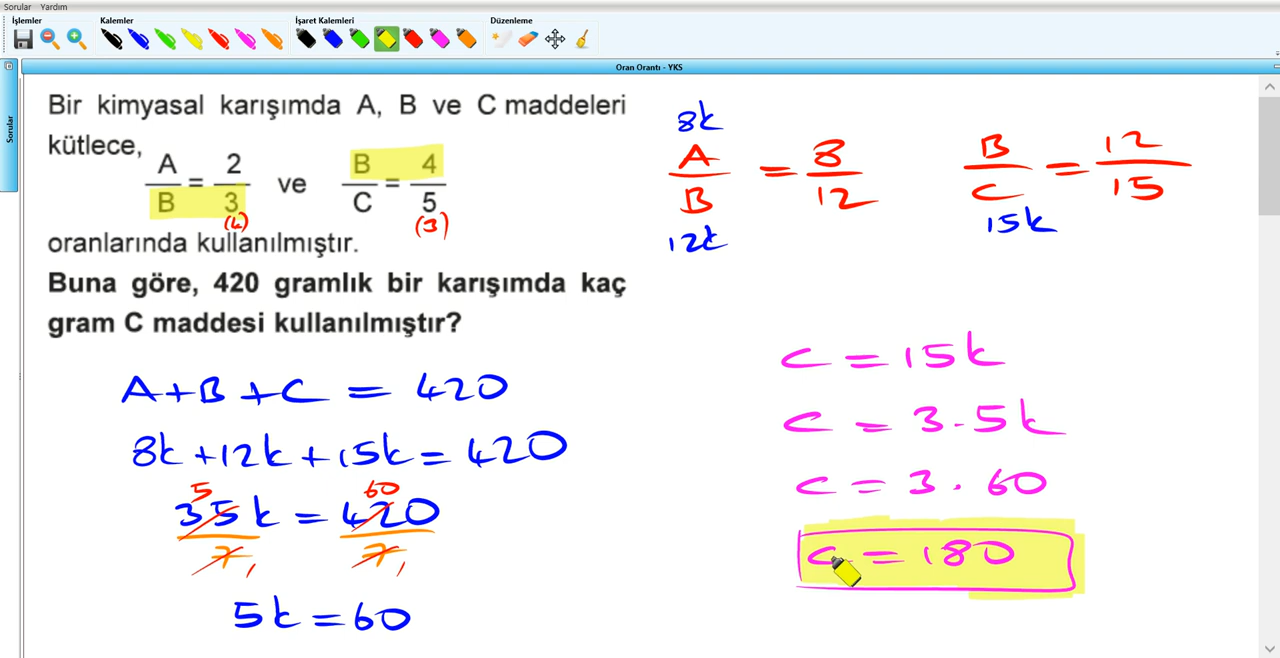 Sorular Yardım
İşlemler Kalemler İşaret Kalemleri Düzenleme
Oran Orantı - YKS
Sorular
Bir kimyasal karışımda A, B ve C maddeleri
kütlece,
A/B = 2/3 ve B/C = 4/5
(4) (3)
oranlarında kullanılmıştır.
Buna göre, 420 gramlık bir karışımda kaç
gram C maddesi kullanılmıştır?
8k
A/B = 8/12
12k
B/C = 12/15
15k
A+B+C = 420
8k+12k+15k=420
5 60
35k = 420
7, 7,
5k=60
C = 15k
C = 3.5k
C = 3.60
C = 180